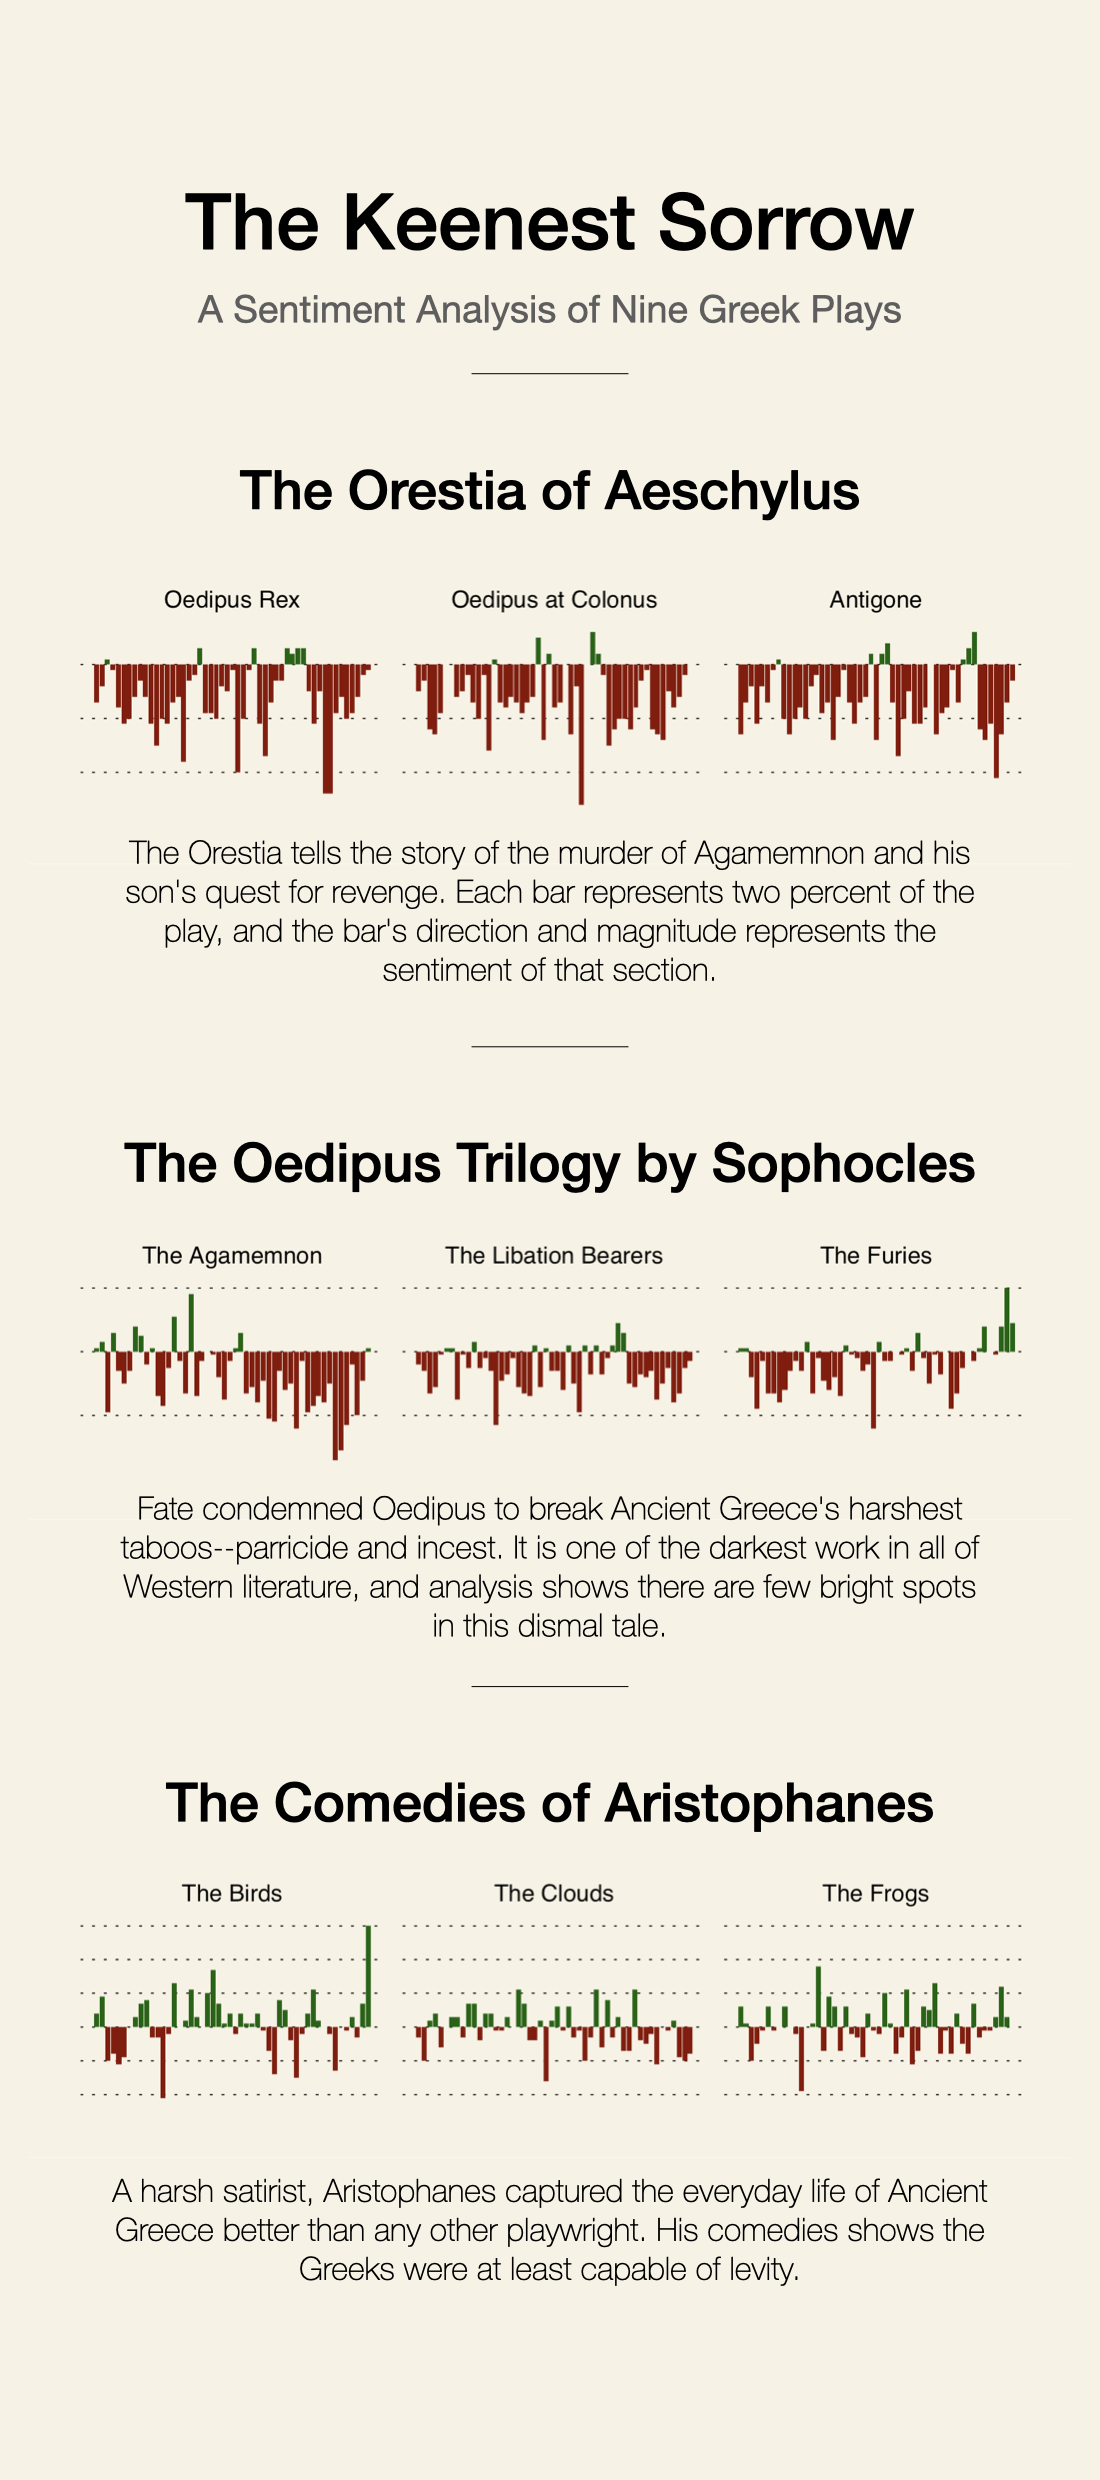 The Keenest Sorrow
A Sentiment Analysis of Nine Greek Plays
The Orestia of Aeschylus
Oedipus Rex
Oedipus at Colonus
Antigone
The Orestia tells the story of the murder of Agamemnon and his
son's quest for revenge. Each bar represents two percent of the
play, and the bar's direction and magnitude represents the
sentiment of that section.
The Oedipus Trilogy by Sophocles
The Agamemnon
The Libation Bearers
The Furies
Fate condemned Oedipus to break Ancient Greece's harshest
taboos--parricide and incest. It is one of the darkest work in all of
Western literature, and analysis shows there are few bright spots
in this dismal tale.
The Comedies of Aristophanes
The Birds
The Clouds
The Frogs
A harsh satirist, Aristophanes captured the everyday life of Ancient
Greece better than any other playwright. His comedies shows the
Greeks were at least capable of levity.